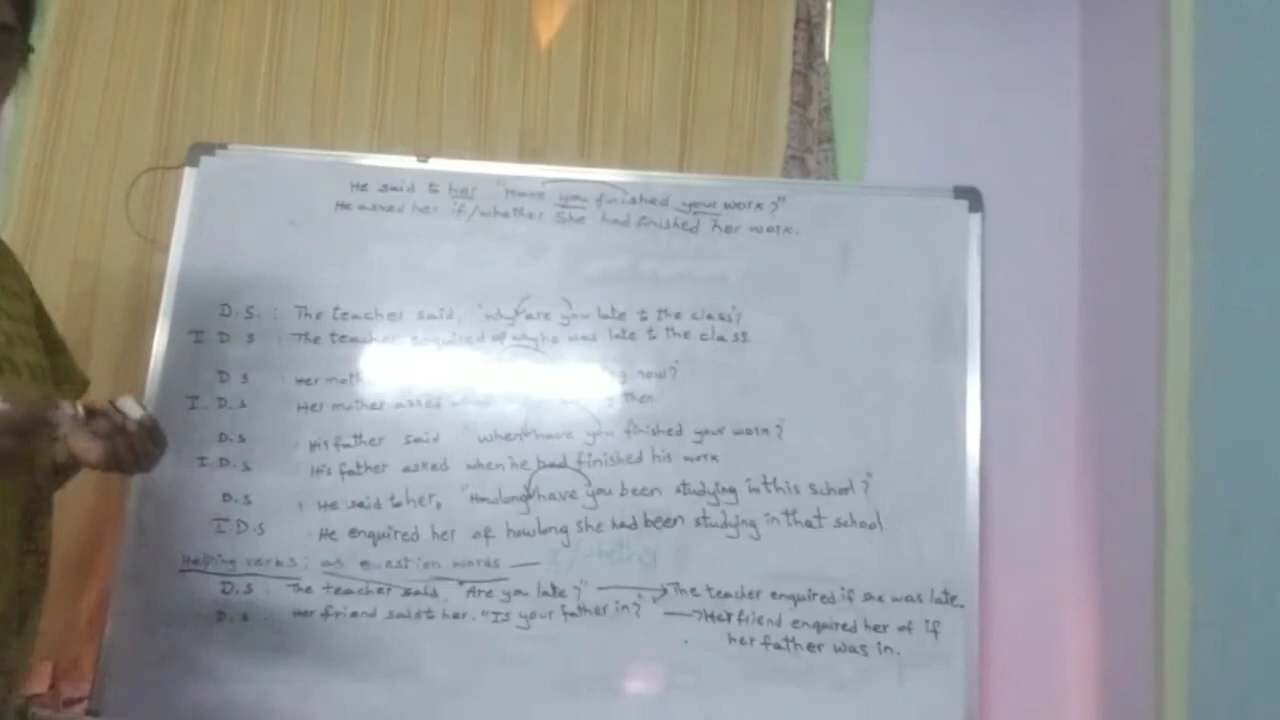 He said to her "Have you finished your work?"
He asked her if/whether she had finished her work.
D.S. : The teacher said, "Why are you late to the class"?
I.D.S : The teacher enquired of why he was late to the class
D.S : Her now?"
I.D.S Her mother asked then
D.S : His father said "when have you finished your work?"
I.D.S : His father asked when he had finished his work
D.S : He said to her, "Howlong have you been studying in this school?"
I.D.S : He enquired her of howlong she had been studying in that school
Helping verbs: as question words
D.S : The teacher said, "Are you late?" → The teacher enquired if she was late.
D.S : Her friend said to her, "Is your father in?" → Her friend enquired her of if
her father was in.